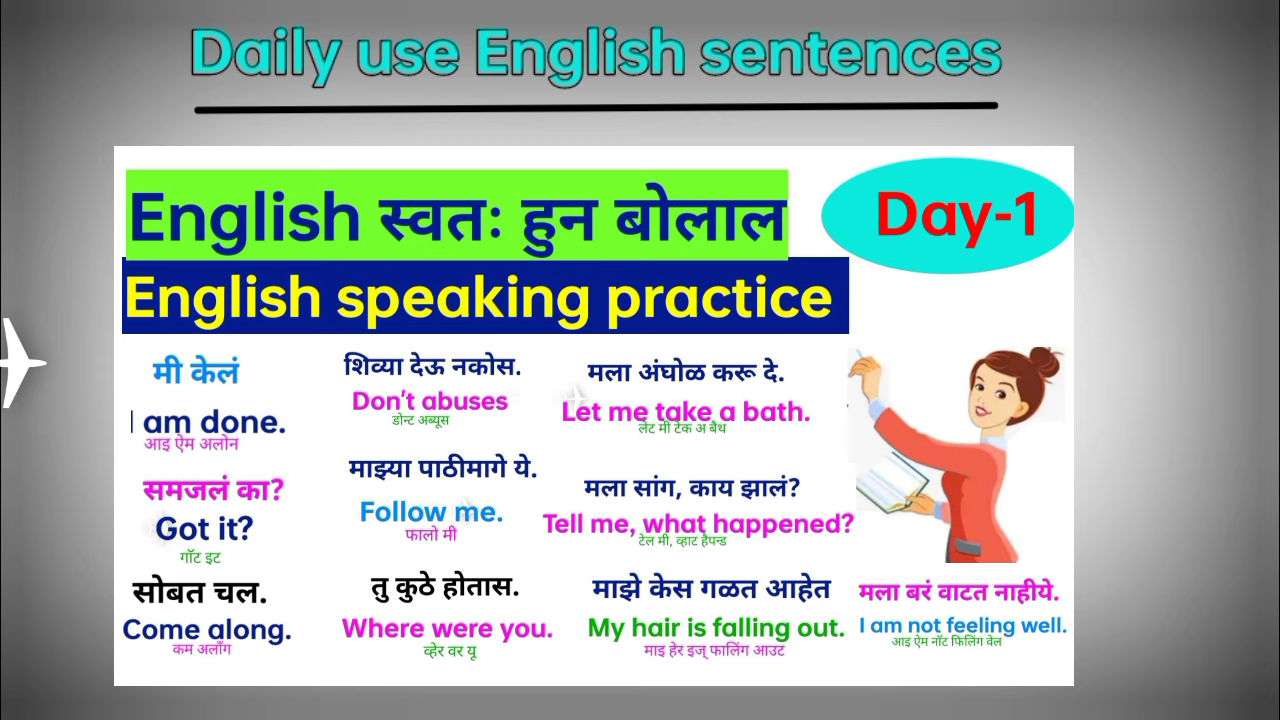 Daily use English sentences
English स्वतः हुन बोलाल
Day-1
English speaking practice
मी केलं
I am done.
आइ ऐम अलोन
समजलं का?
Got it?
गॉट इट
सोबत चल.
Come along.
कम अलाँग
शिव्या देऊ नकोस.
Don't abuses
डोन्ट अब्यूस
माझ्या पाठीमागे ये.
Follow me.
फालो मी
तु कुठे होतास.
Where were you.
व्हेर वर यू
मला अंघोळ करू दे.
Let me take a bath.
लेट मी टेक अ बैथ
मला सांग, काय झालं?
Tell me, what happened?
टेल मी, व्हाट हैपन्ड
माझे केस गळत आहेत
My hair is falling out.
माइ हेर इज् फालिंग आउट
मला बरं वाटत नाहीये.
I am not feeling well.
आइ ऐम नॉट फिलिंग वेल